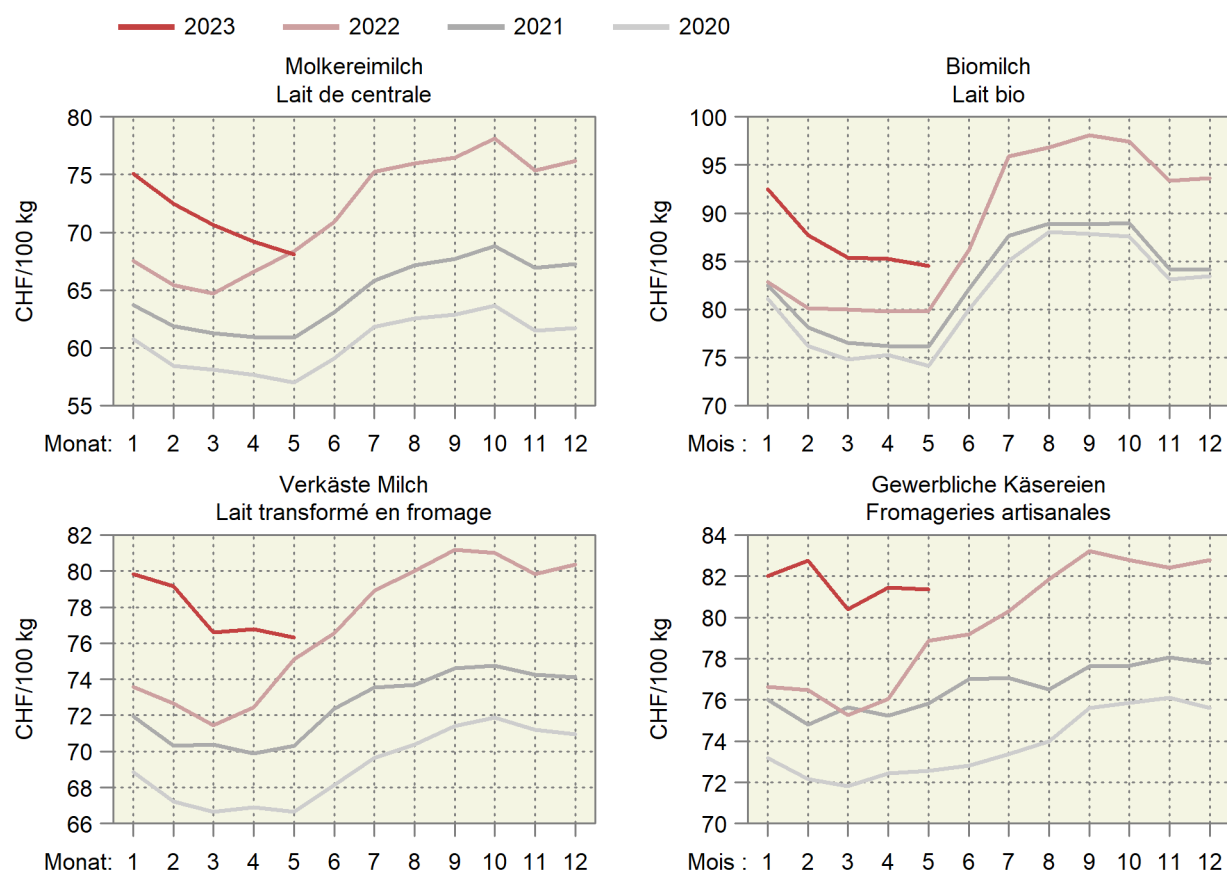 2023 2022 2021 2020
Molkereimilch
Lait de centrale
CHF/100 kg
80
75
70
65
60
55
Monat: 1 2 3 4 5 6 7 8 9 10 11 12
Biomilch
Lait bio
CHF/100 kg
100
95
90
85
80
75
70
Mois : 1 2 3 4 5 6 7 8 9 10 11 12
Verkäste Milch
Lait transformé en fromage
CHF/100 kg
82
80
78
76
74
72
70
68
66
Monat: 1 2 3 4 5 6 7 8 9 10 11 12
Gewerbliche Käsereien
Fromageries artisanales
CHF/100 kg
84
82
80
78
76
74
72
70
Mois : 1 2 3 4 5 6 7 8 9 10 11 12